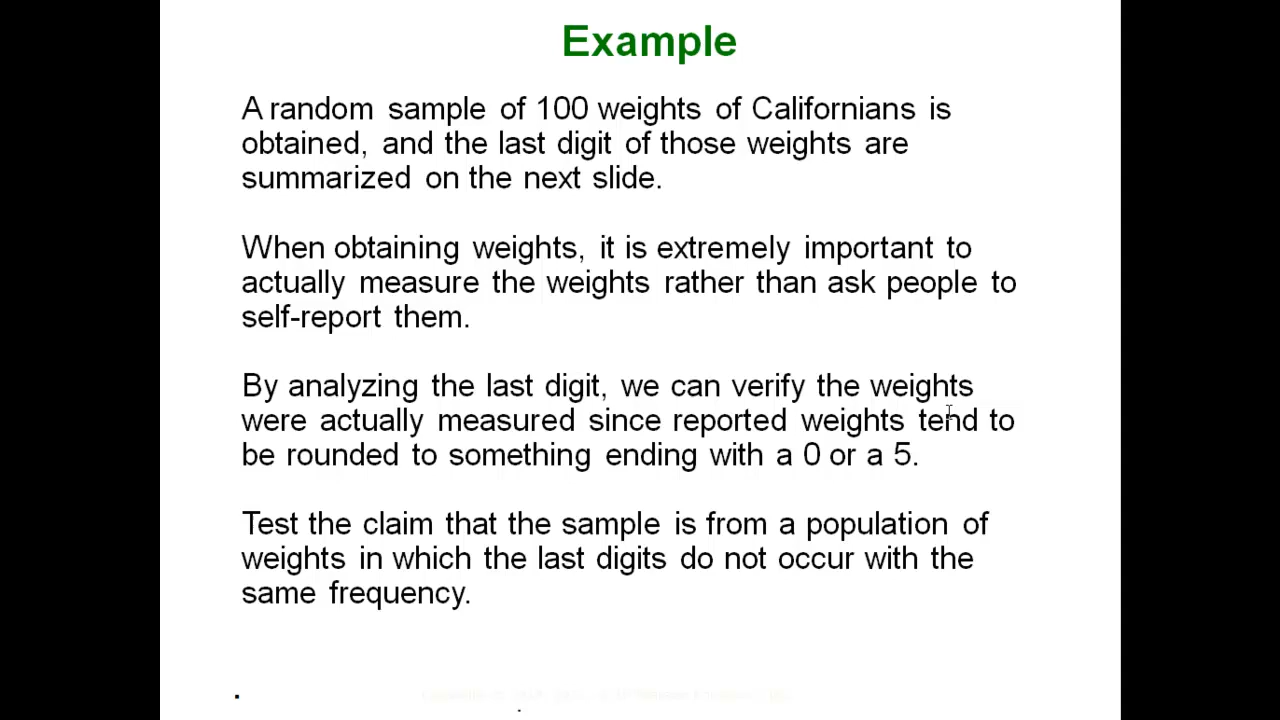 Example
A random sample of 100 weights of Californians is
obtained, and the last digit of those weights are
summarized on the next slide.
When obtaining weights, it is extremely important to
actually measure the weights rather than ask people to
self-report them.
By analyzing the last digit, we can verify the weights
were actually measured since reported weights tend to
be rounded to something ending with a 0 or a 5.
Test the claim that the sample is from a population of
weights in which the last digits do not occur with the
same frequency.